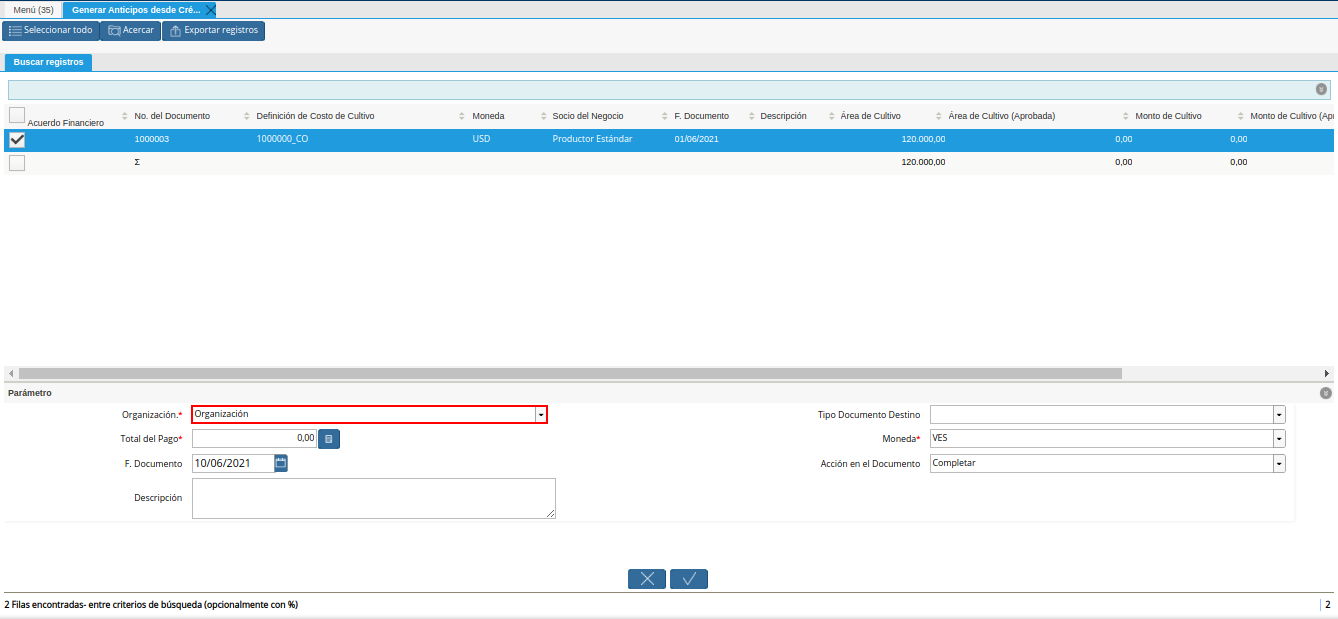 Menú (35) Generar Anticipos desde Cré...
Seleccionar todo Acercar Exportar registros
Buscar registros
Acuerdo Financiero No. del Documento Definición de Costo de Cultivo Moneda Socio del Negocio F. Documento Descripción Área de Cultivo Área de Cultivo (Aprobada) Monto de Cultivo Monto de Cultivo (Apr
1000003 1000000_CO USD Productor Estándar 01/06/2021 120.000,00 0,00 0,00
Σ 120.000,00 0,00 0,00
Parámetro
Organización.* Organización Tipo Documento Destino
Total del Pago* 0,00 Moneda* VES
F. Documento 10/06/2021 Acción en el Documento Completar
Descripción
2 Filas encontradas- entre criterios de búsqueda (opcionalmente con %) 2